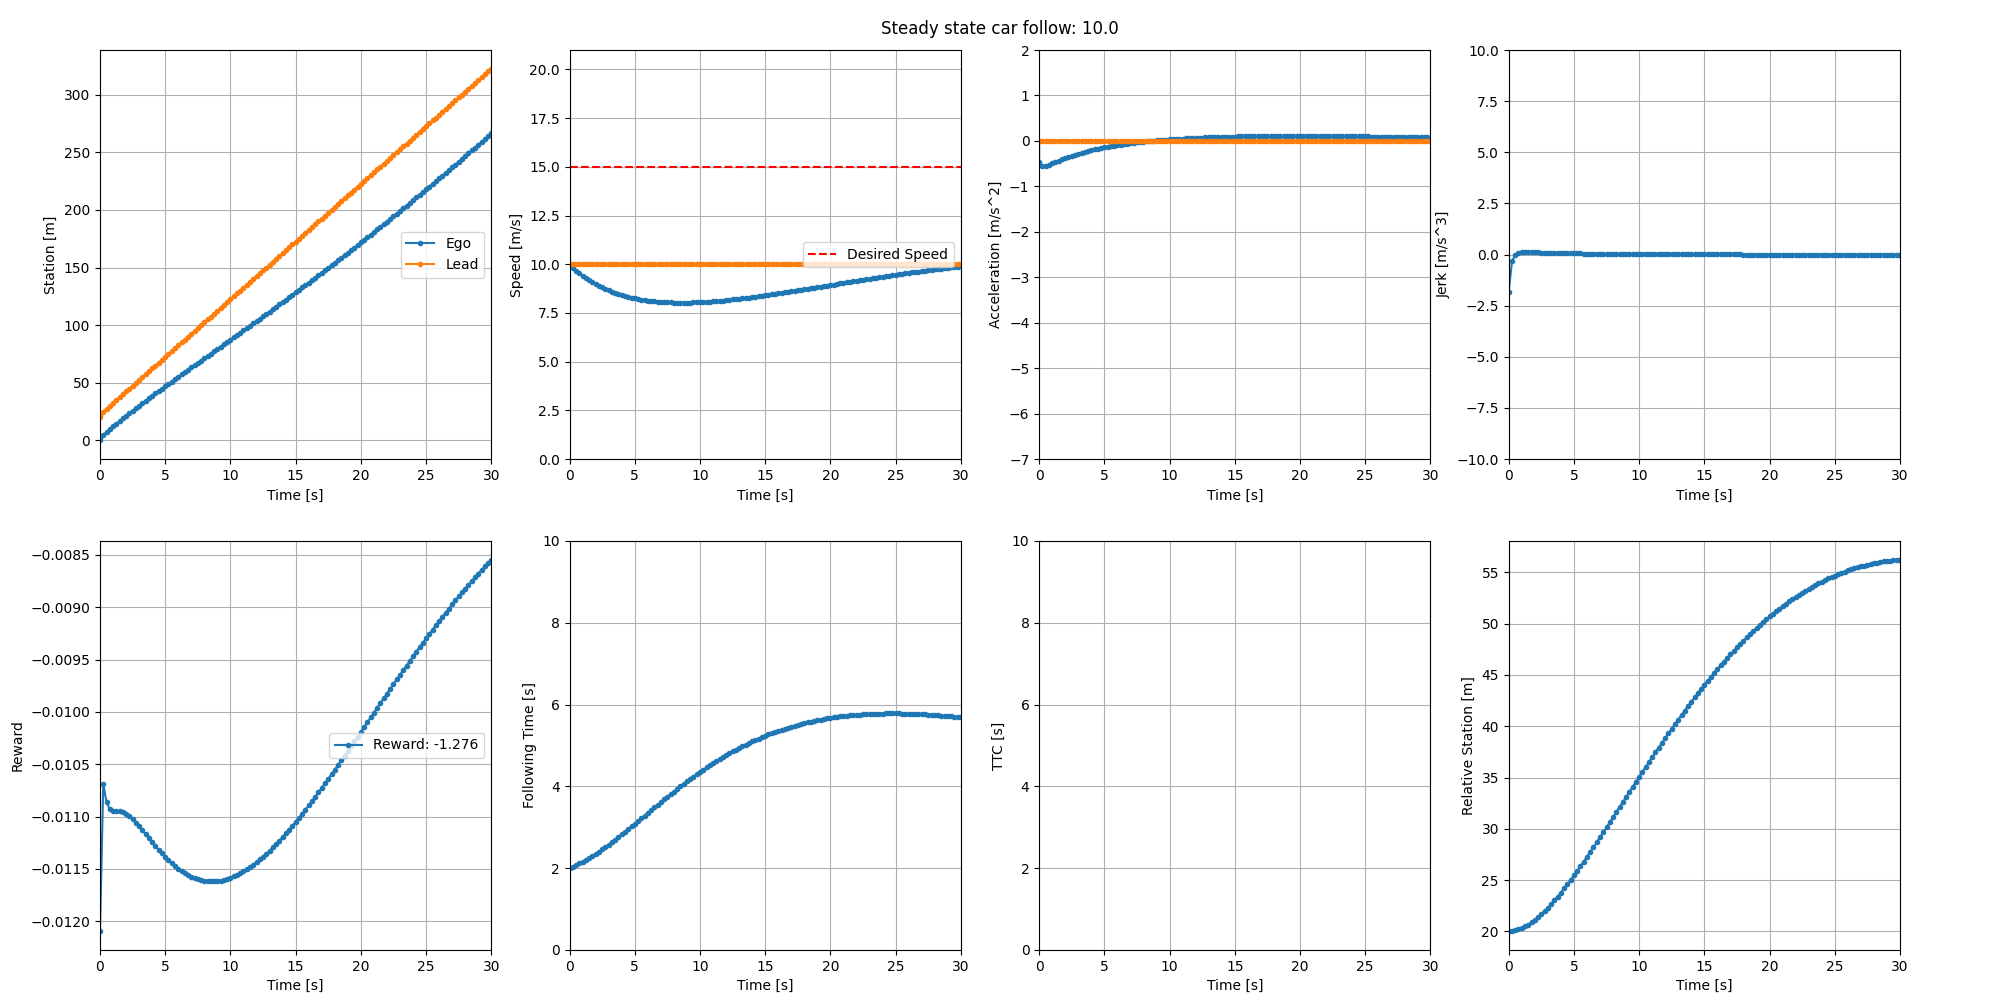 Steady state car follow: 10.0
Station [m]
300
250
200
150
100
50
0
Ego
Lead
0 5 10 15 20 25 30
Time [s]
Speed [m/s]
20.0
17.5
15.0
12.5
10.0
7.5
5.0
2.5
0.0
Desired Speed
0 5 10 15 20 25 30
Time [s]
Acceleration [m/s^2]
2
1
0
−1
−2
−3
−4
−5
−6
−7
0 5 10 15 20 25 30
Time [s]
Jerk [m/s^3]
10.0
7.5
5.0
2.5
0.0
−2.5
−5.0
−7.5
−10.0
0 5 10 15 20 25 30
Time [s]
Reward
−0.0085
−0.0090
−0.0095
−0.0100
−0.0105
−0.0110
−0.0115
−0.0120
Reward: -1.276
0 5 10 15 20 25 30
Time [s]
Following Time [s]
10
8
6
4
2
0
0 5 10 15 20 25 30
Time [s]
TTC [s]
10
8
6
4
2
0
0 5 10 15 20 25 30
Time [s]
Relative Station [m]
55
50
45
40
35
30
25
20
0 5 10 15 20 25 30
Time [s]